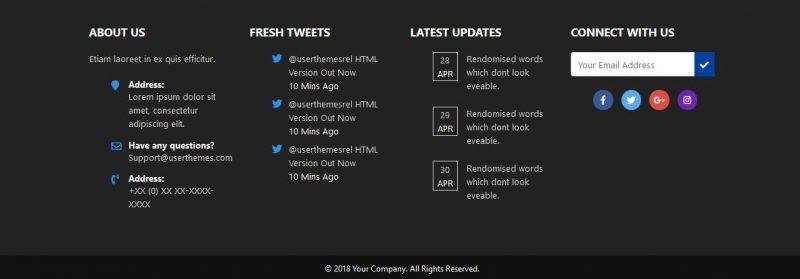 ABOUT US
Etiam laoreet in ex quis efficitur.
Address:
Lorem ipsum dolor sit
amet, consectetur
adipiscing elit.
Have any questions?
Support@userthemes.com
Address:
+XX (0) XX XX-XXXX-
XXXX
FRESH TWEETS
@userthemesrel HTML
Version Out Now
10 Mins Ago
@userthemesrel HTML
Version Out Now
10 Mins Ago
@userthemesrel HTML
Version Out Now
10 Mins Ago
LATEST UPDATES
28
APR
Randomised words
which dont look
eveable.
29
APR
Randomised words
which dont look
eveable.
30
APR
Randomised words
which dont look
eveable.
CONNECT WITH US
Your Email Address
© 2018 Your Company. All Rights Reserved.